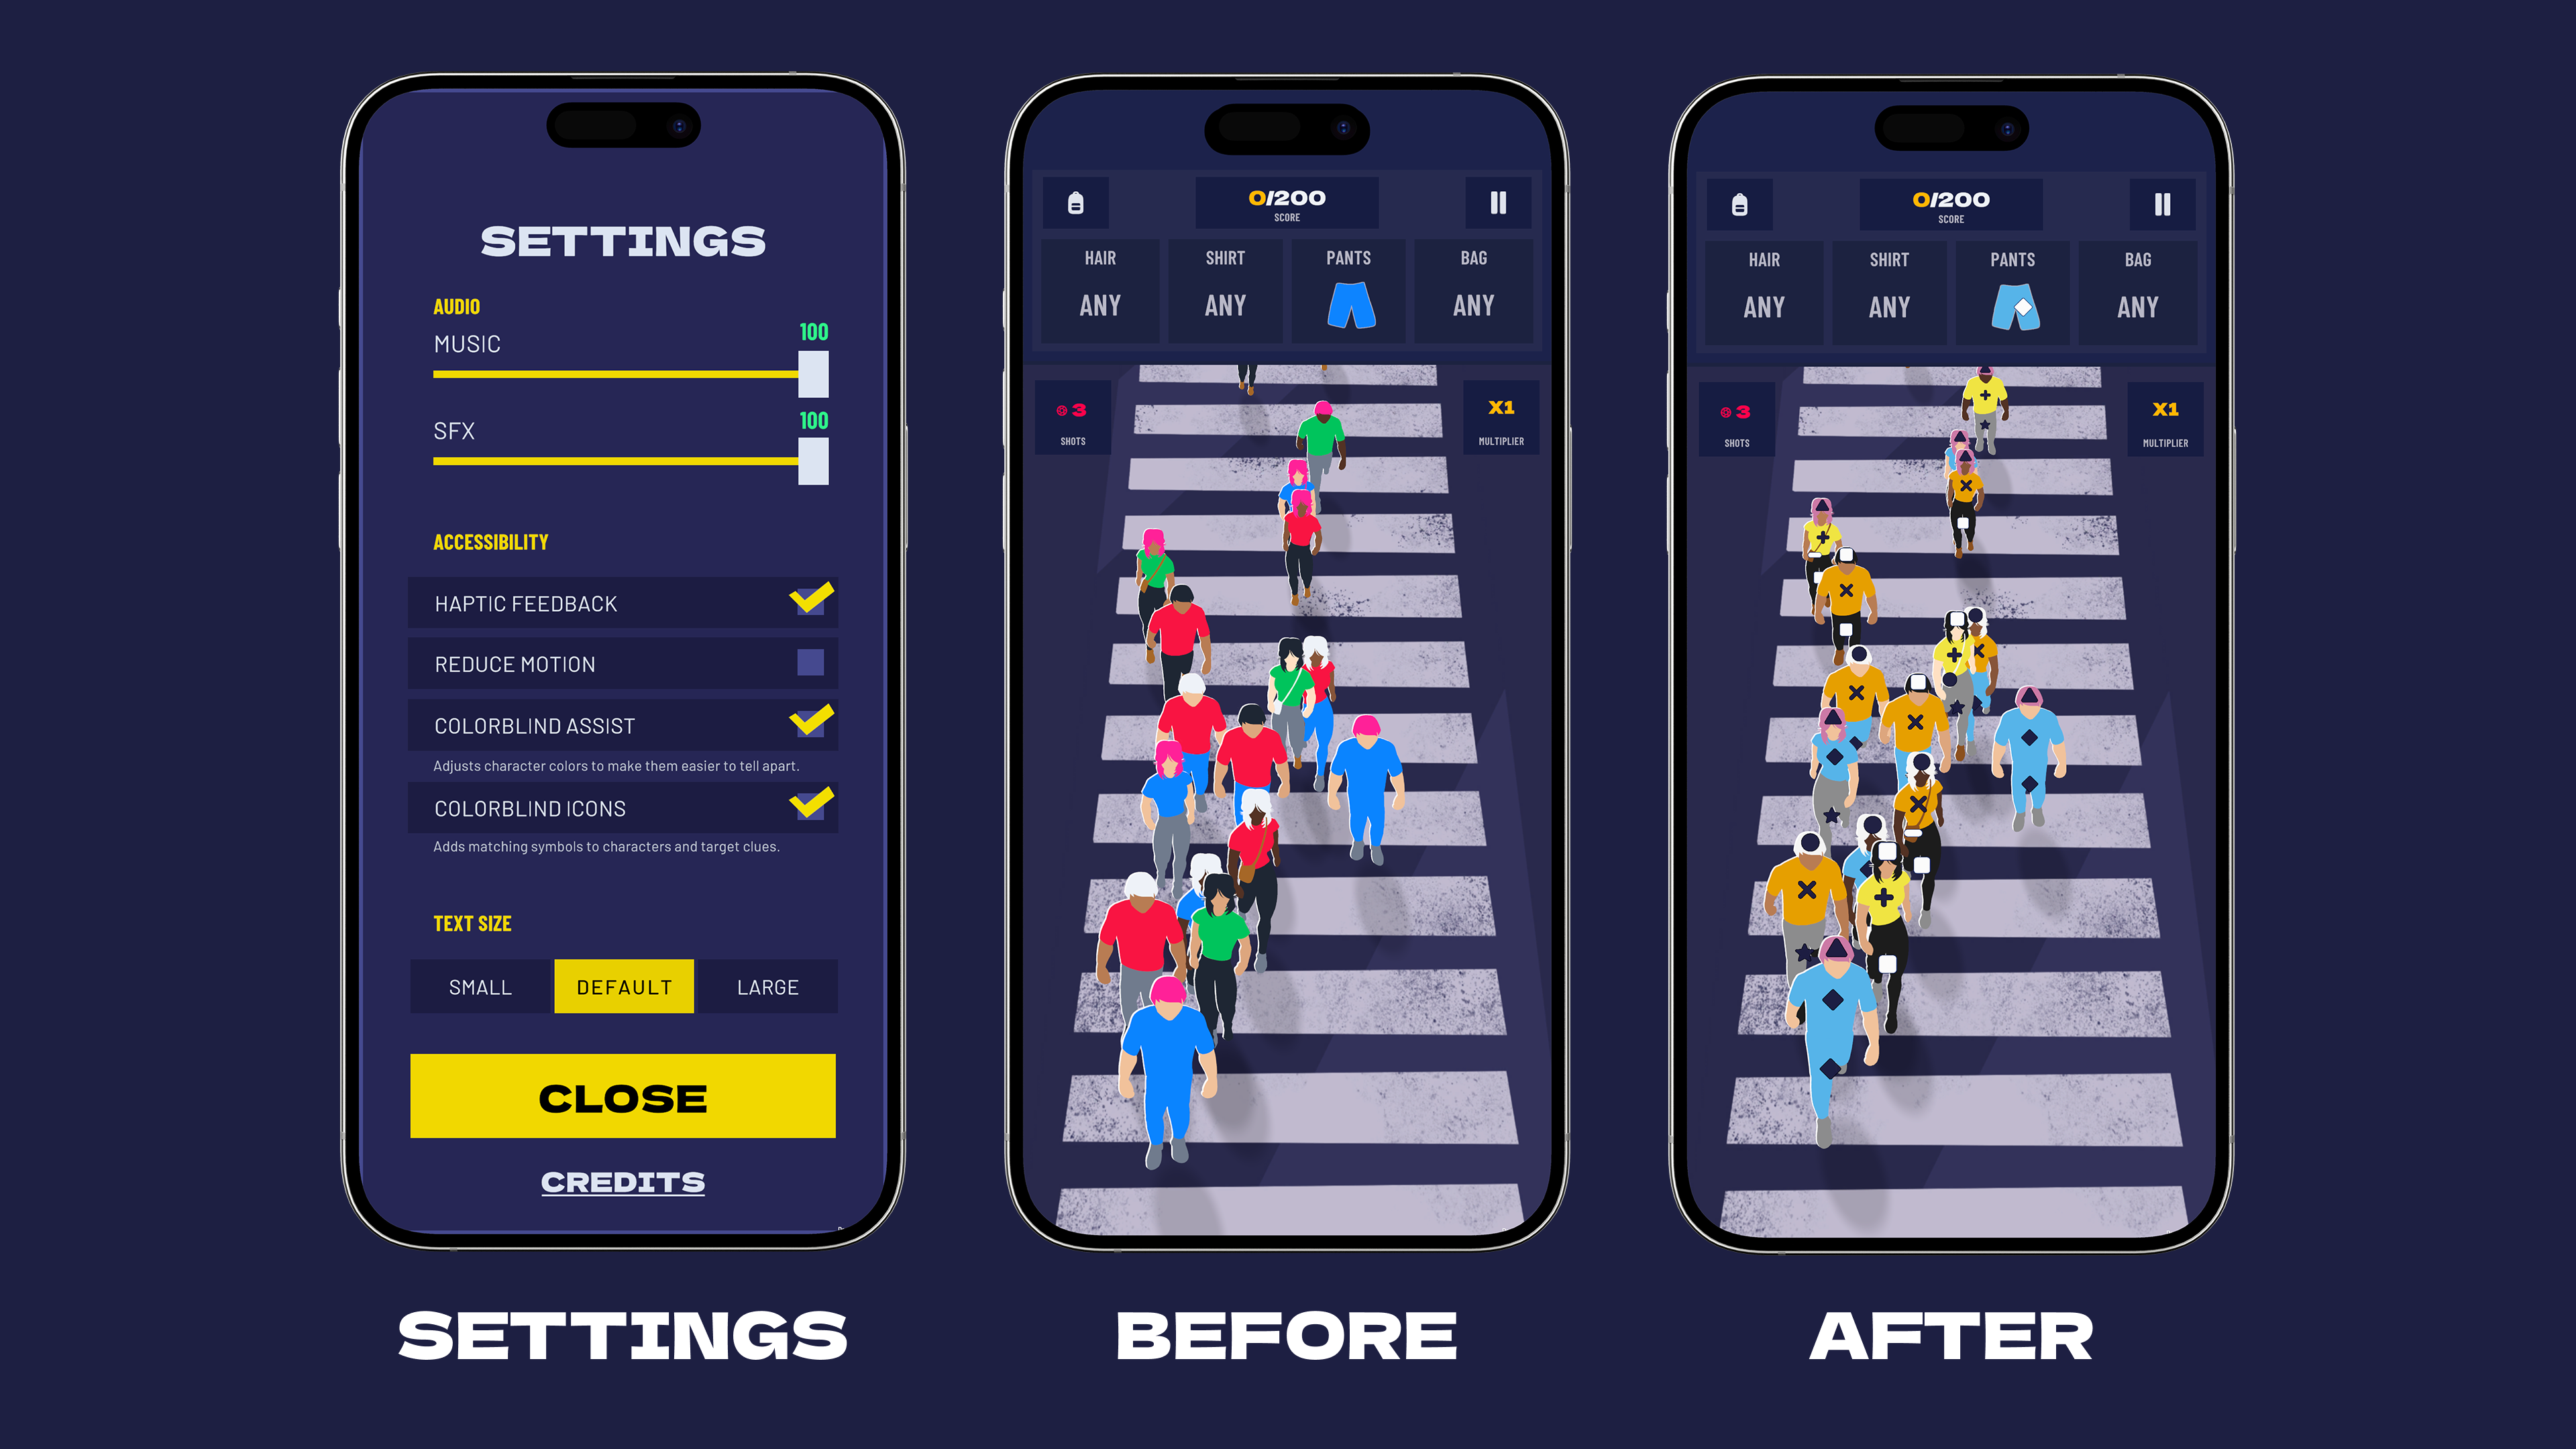 SETTINGS
AUDIO
MUSIC
100
SFX
100
ACCESSIBILITY
HAPTIC FEEDBACK
REDUCE MOTION
COLORBLIND ASSIST
Adjusts character colors to make them easier to tell apart.
COLORBLIND ICONS
Adds matching symbols to characters and target clues.
TEXT SIZE
SMALL DEFAULT LARGE
CLOSE
CREDITS
SETTINGS
0/200
SCORE
HAIR SHIRT PANTS BAG
ANY ANY ANY
3 X1
SHOTS MULTIPLIER
BEFORE
0/200
SCORE
HAIR SHIRT PANTS BAG
ANY ANY ANY
3 X1
SHOTS MULTIPLIER
AFTER